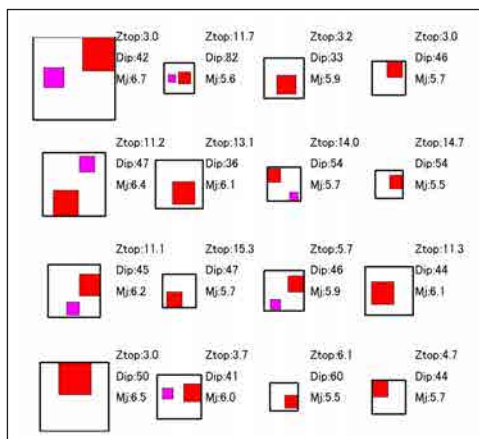 Ztop:3.0
Dip:42
Mj:6.7
Ztop:11.7
Dip:82
Mj:5.6
Ztop:3.2
Dip:33
Mj:5.9
Ztop:3.0
Dip:46
Mj:5.7
Ztop:11.2
Dip:47
Mj:6.4
Ztop:13.1
Dip:36
Mj:6.1
Ztop:14.0
Dip:54
Mj:5.7
Ztop:14.7
Dip:54
Mj:5.5
Ztop:11.1
Dip:45
Mj:6.2
Ztop:15.3
Dip:47
Mj:5.7
Ztop:5.7
Dip:46
Mj:5.9
Ztop:11.3
Dip:44
Mj:6.1
Ztop:3.0
Dip:50
Mj:6.5
Ztop:3.7
Dip:41
Mj:6.0
Ztop:6.1
Dip:60
Mj:5.5
Ztop:4.7
Dip:44
Mj:5.7